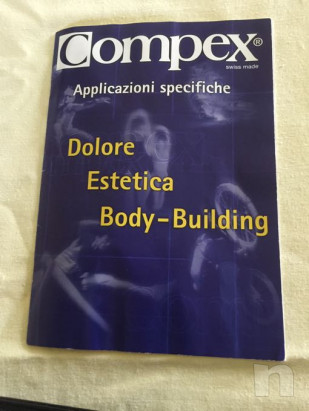 Compex®
swiss made
Applicazioni specifiche
Dolore
Estetica
Body-Building
n